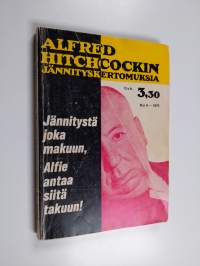 ALFRED
HITCHCOCKIN
JÄNNITYSKERTOMUKSIA
3,30
Jännitystä
joka
makuun,
Alfie
antaa
siitä
takuun!